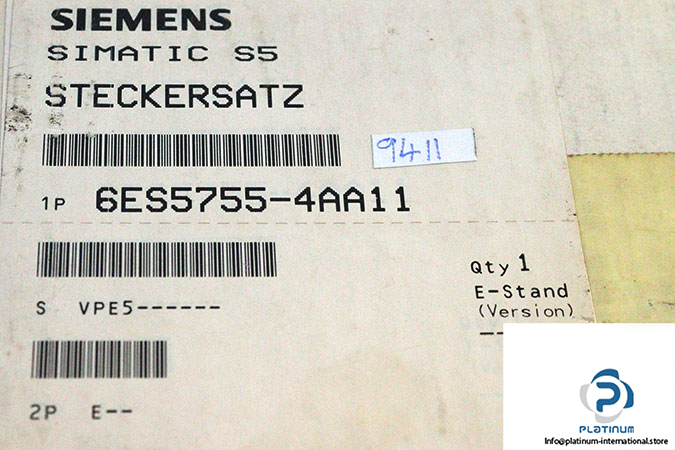 SIEMENS
SIMATIC S5
STECKERSATZ
9411
1P 6ES5755-4AA11
Qty 1
E-Stand
(Version)
S VPE5------
2P E--
PLATINUM
Info@platinum-international.store